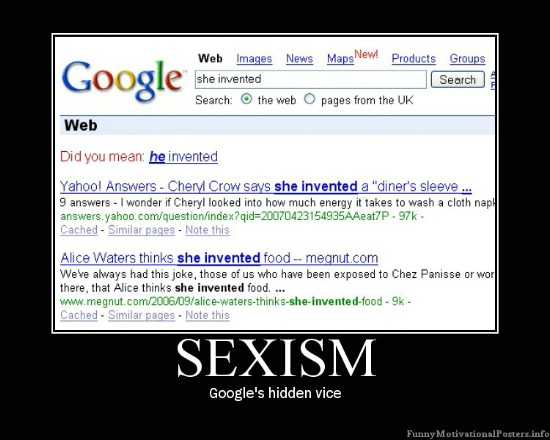 Web Images News Maps New! Products Groups
Google™
she invented Search
Search: the web pages from the UK
Web
Did you mean: he invented
Yahoo! Answers - Cheryl Crow says she invented a "diner's sleeve ...
9 answers - I wonder if Cheryl looked into how much energy it takes to wash a cloth napk
answers.yahoo.com/question/index?qid=20070423154935AAeat7P - 97k -
Cached - Similar pages - Note this
Alice Waters thinks she invented food -- megnut.com
We've always had this joke, those of us who have been exposed to Chez Panisse or wor
there, that Alice thinks she invented food. ...
www.megnut.com/2006/09/alice-waters-thinks-she-invented-food - 9k -
Cached - Similar pages - Note this
SEXISM
Google's hidden vice
FunnyMotivationalPosters.info